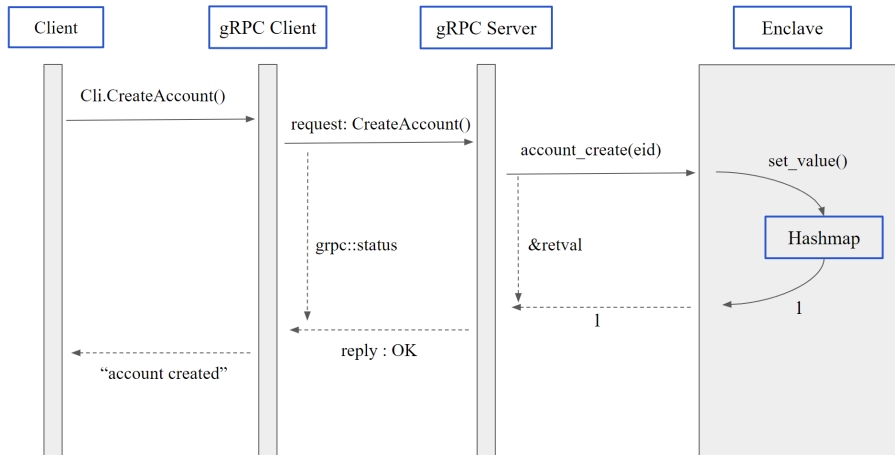 Client
gRPC Client
gRPC Server
Enclave
Cli.CreateAccount()
request: CreateAccount()
account_create(eid)
set_value()
Hashmap
grpc::status
&retval
1
1
reply : OK
“account created”